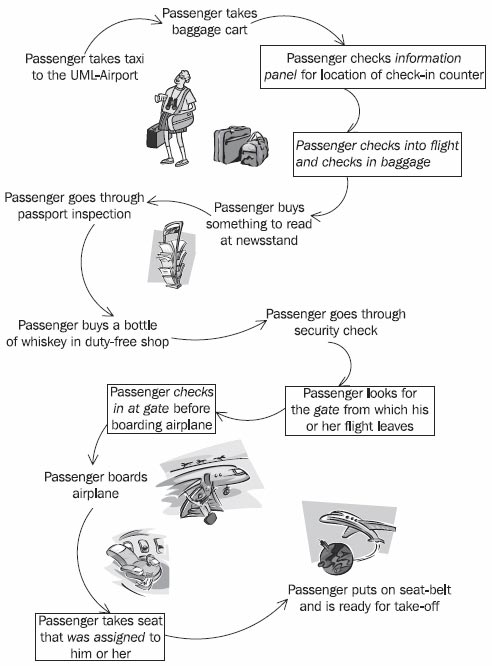 Passenger takes taxi
to the UML-Airport
Passenger takes
baggage cart
Passenger checks information
panel for location of check-in counter
Passenger checks into flight
and checks in baggage
Passenger buys
something to read
at newsstand
Passenger goes through
passport inspection
Passenger buys a bottle
of whiskey in duty-free shop
Passenger goes through
security check
Passenger looks for
the gate from which his
or her flight leaves
Passenger checks
in at gate before
boarding airplane
Passenger boards
airplane
Passenger takes seat
that was assigned to
him or her
Passenger puts on seat-belt
and is ready for take-off